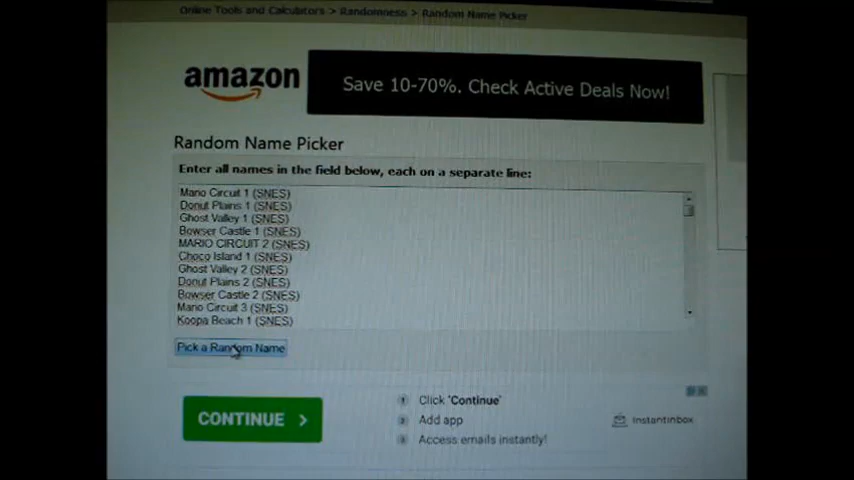 Online Tools and Calculators > Randomness > Random Name Picker
amazon
Save 10-70%. Check Active Deals Now!
Random Name Picker
Enter all names in the field below, each on a separate line:
Mario Circuit 1 (SNES)
Donut Plains 1 (SNES)
Ghost Valley 1 (SNES)
Bowser Castle 1 (SNES)
MARIO CIRCUIT 2 (SNES)
Choco Island 1 (SNES)
Ghost Valley 2 (SNES)
Donut Plains 2 (SNES)
Bowser Castle 2 (SNES)
Mario Circuit 3 (SNES)
Koopa Beach 1 (SNES)
Pick a Random Name
CONTINUE >
1 Click 'Continue'
2 Add app
3 Access emails instantly!
Instantinbox